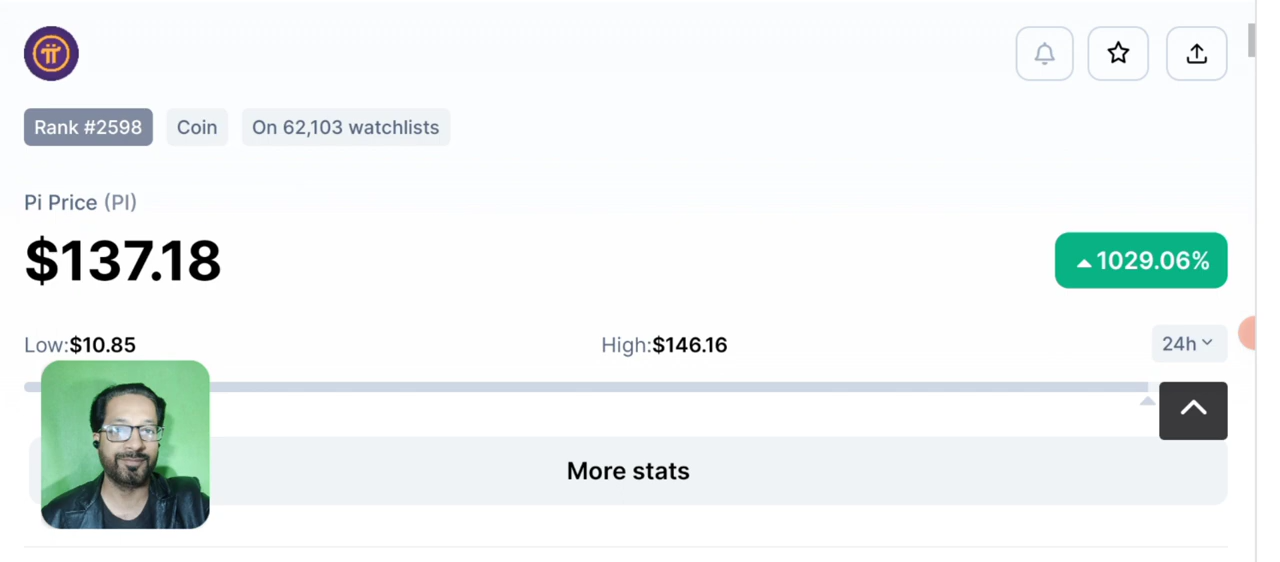 Rank #2598 Coin On 62,103 watchlists
Pi Price (PI)
$137.18 1029.06%
Low:$10.85 High:$146.16 24h
More stats